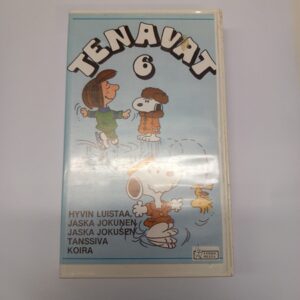 TENAVAT
6
HYVIN LUISTAA,
JASKA JOKUNEN
JASKA JOKUSEN
TANSSIVA
KOIRA